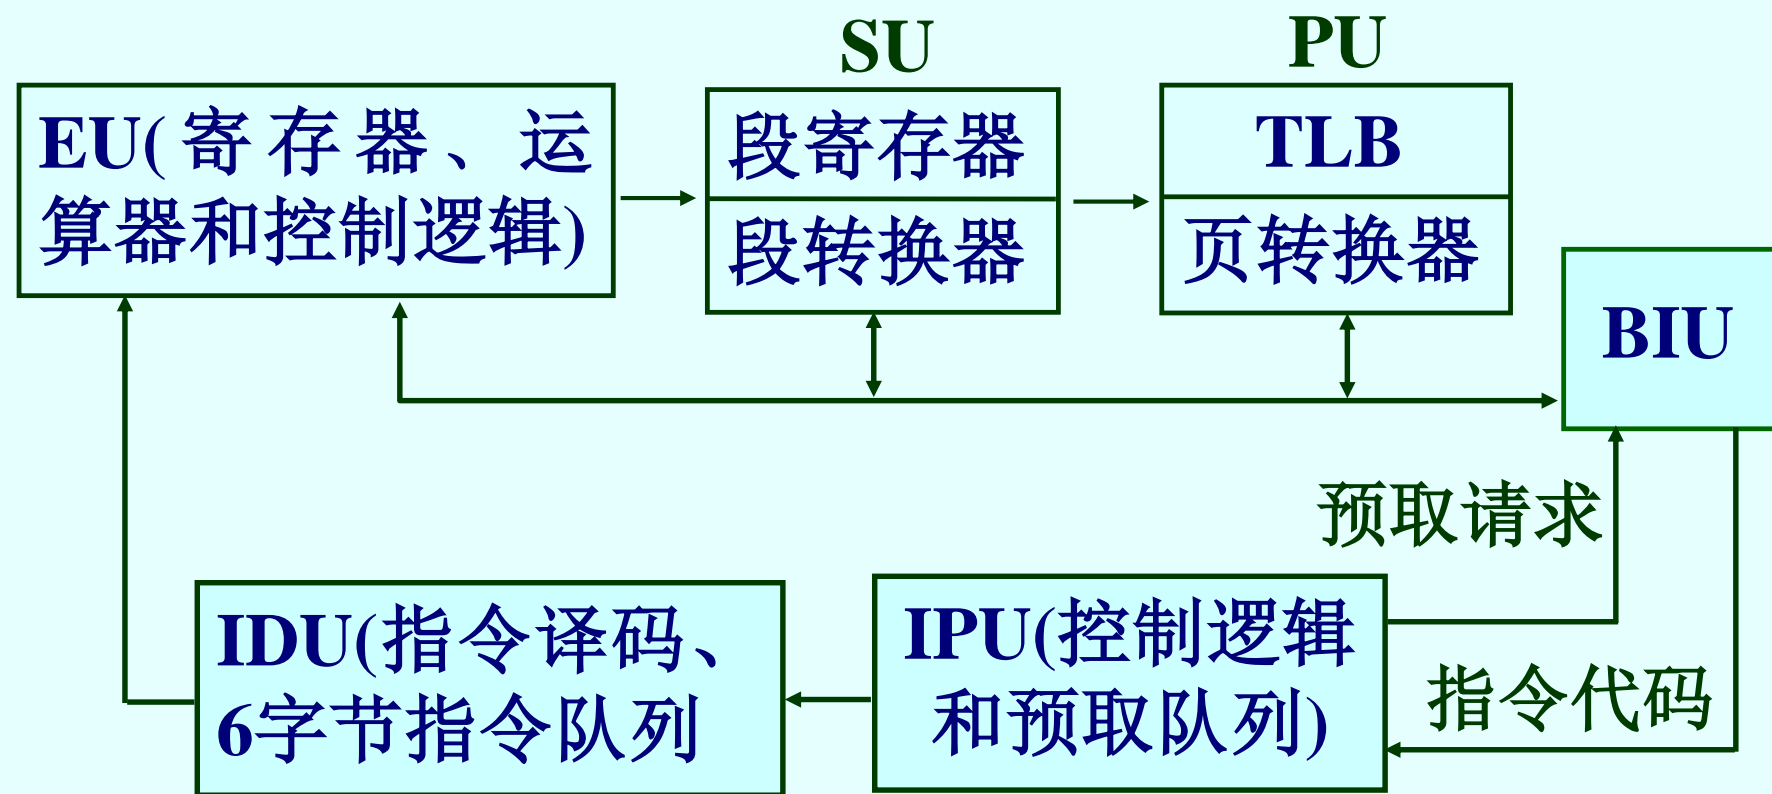 SU
PU
EU(寄存器、运
算器和控制逻辑)
段寄存器
段转换器
TLB
页转换器
BIU
预取请求
IDU(指令译码、
6字节指令队列
IPU(控制逻辑
和预取队列)
指令代码